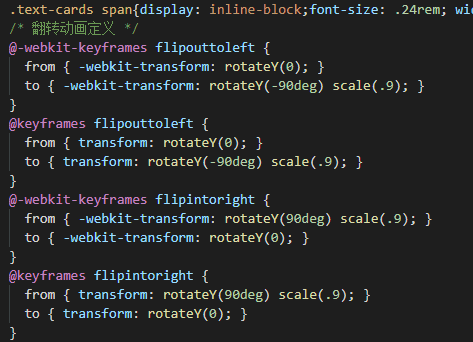 .text-cards span{display: inline-block;font-size: .24rem;
/* 翻转动画定义 */
@-webkit-keyframes flipouttoleft {
from { -webkit-transform: rotateY(0); }
to { -webkit-transform: rotateY(-90deg) scale(.9); }
}
@keyframes flipouttoleft {
from { transform: rotateY(0); }
to { transform: rotateY(-90deg) scale(.9); }
}
@-webkit-keyframes flipintoright {
from { -webkit-transform: rotateY(90deg) scale(.9); }
to { -webkit-transform: rotateY(0); }
}
@keyframes flipintoright {
from { transform: rotateY(90deg) scale(.9); }
to { transform: rotateY(0); }
}